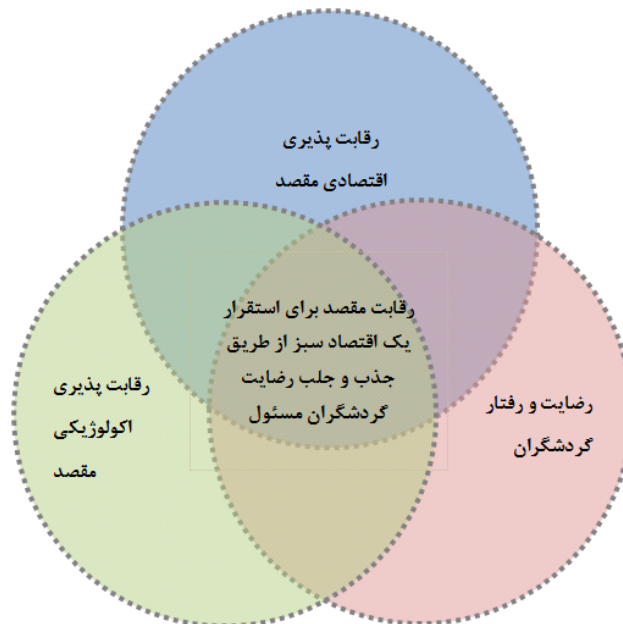 رقابت پذیری
اقتصادی مقصد
رقابت مقصد برای استقرار
یک اقتصاد سبز از طریق
جذب و جلب رضایت
گردشگران مسئول
رضایت و رفتار
گردشگران
رقابت پذیری
اکولوژیکی
مقصد